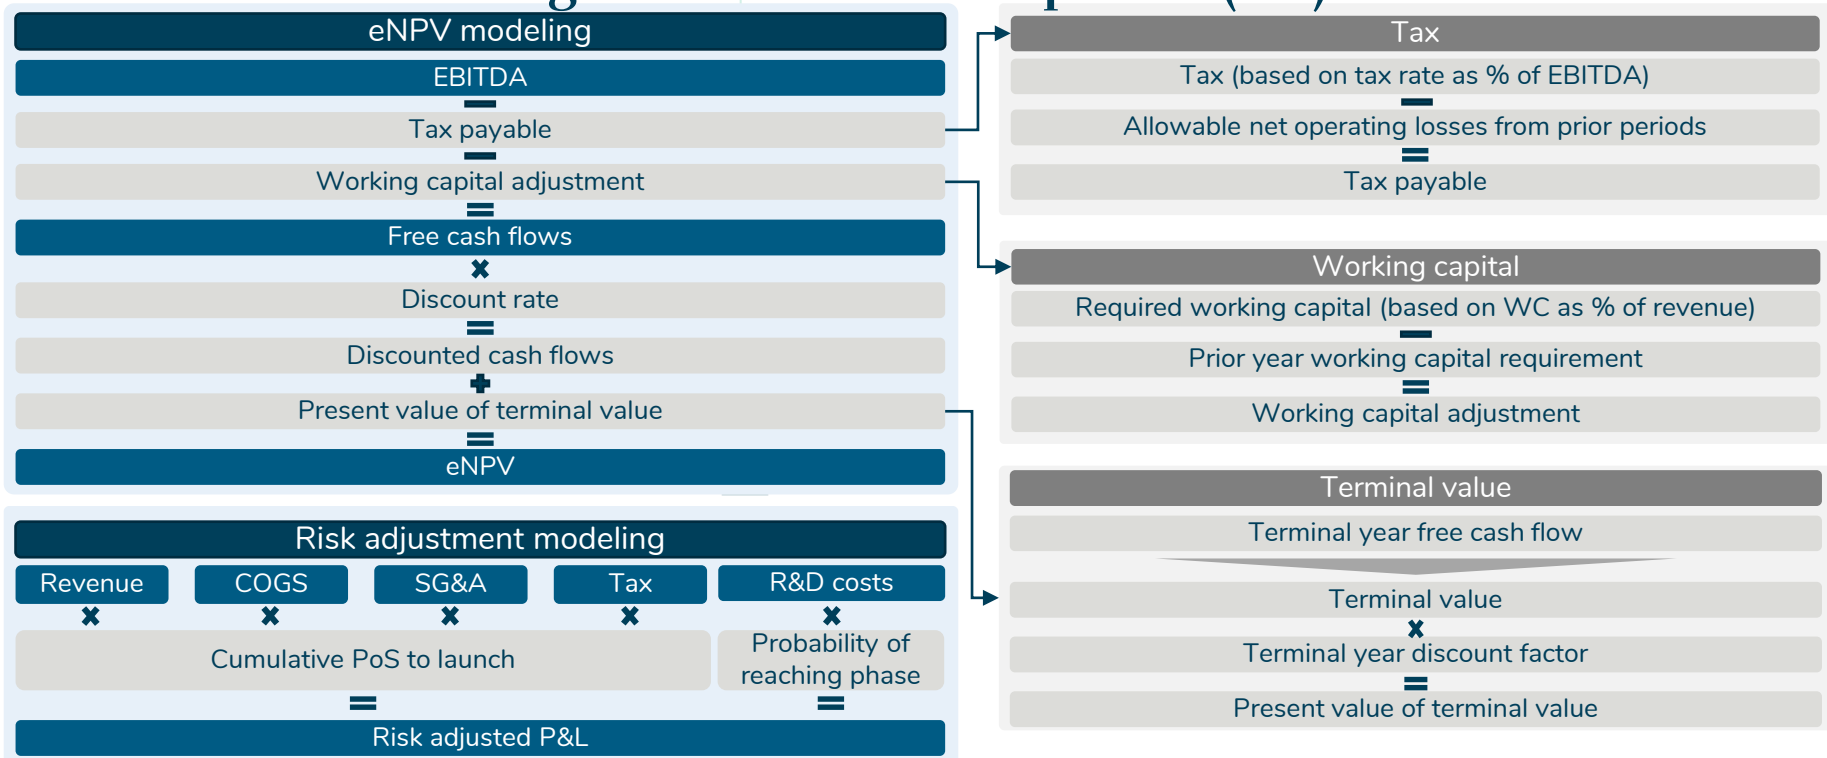 eNPV modeling
EBITDA
Tax payable
Working capital adjustment
Free cash flows
Discount rate
Discounted cash flows
Present value of terminal value
eNPV
Risk adjustment modeling
Revenue
COGS
SG&A
Tax
R&D costs
Cumulative PoS to launch
Probability of
reaching phase
Risk adjusted P&L
Tax
Tax (based on tax rate as % of EBITDA)
Allowable net operating losses from prior periods
Tax payable
Working capital
Required working capital (based on WC as % of revenue)
Prior year working capital requirement
Working capital adjustment
Terminal value
Terminal year free cash flow
Terminal value
Terminal year discount factor
Present value of terminal value